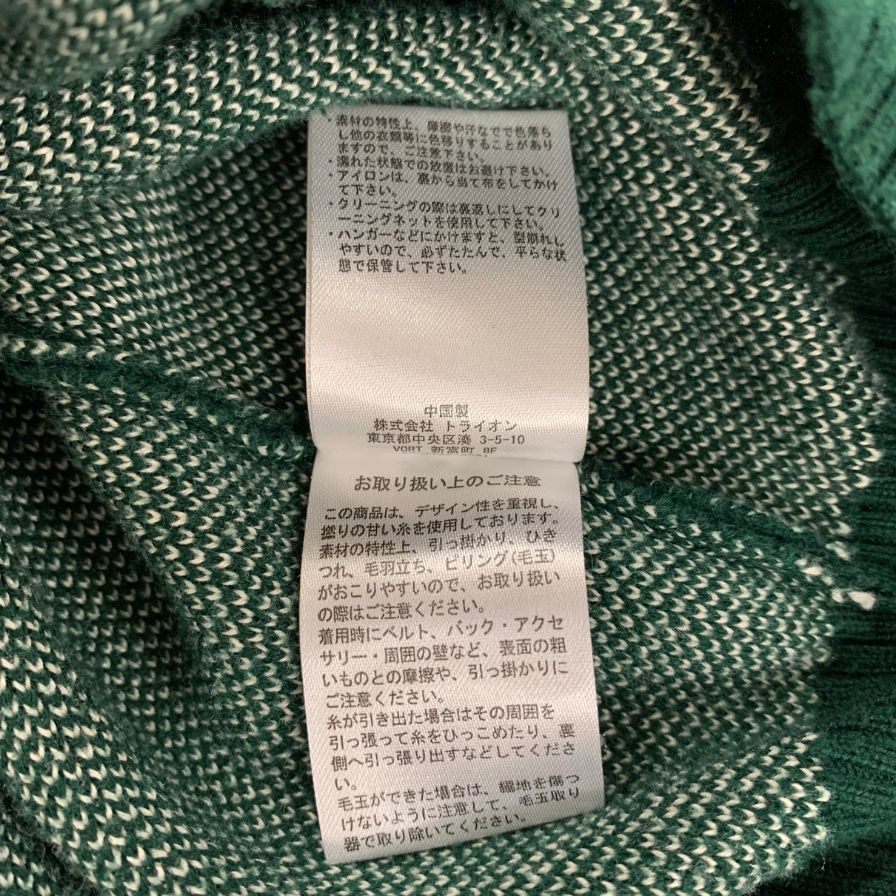 ・素材の特性上、摩擦や汗などで色落ち
し他の衣類等に色移りすることがあり
ますので、ご注意下さい。
・濡れた状態での放置はお避け下さい。
・アイロンは、裏から当て布をしてかけ
て下さい。
・クリーニングの際は裏返しにしてクリ
ーニングネットを使用して下さい。
・ハンガーなどにかけますと、型崩れし
やすいので、必ずたたんで、平らな状
態で保管して下さい。
中国製
株式会社 トライオン
東京都中央区湊 3-5-10
VORT 新富町 8F
お取り扱い上のご注意
この商品は、デザイン性を重視し、
撚りの甘い糸を使用しております。
素材の特性上、引っ掛かり、ひき
つれ、毛羽立ち、ピリング(毛玉)
がおこりやすいので、お取り扱い
の際はご注意ください。
着用時にベルト、バック・アクセ
サリー・周囲の壁など、表面の粗
いものとの摩擦や、引っ掛かりに
ご注意ください。
糸が引き出た場合はその周囲を
引っ張って糸をひっこめたり、裏
側へ引っ張り出すなどしてくださ
い。
毛玉ができた場合は、編地を傷つ
けないように注意して、毛玉取り
器で取り除いてください。